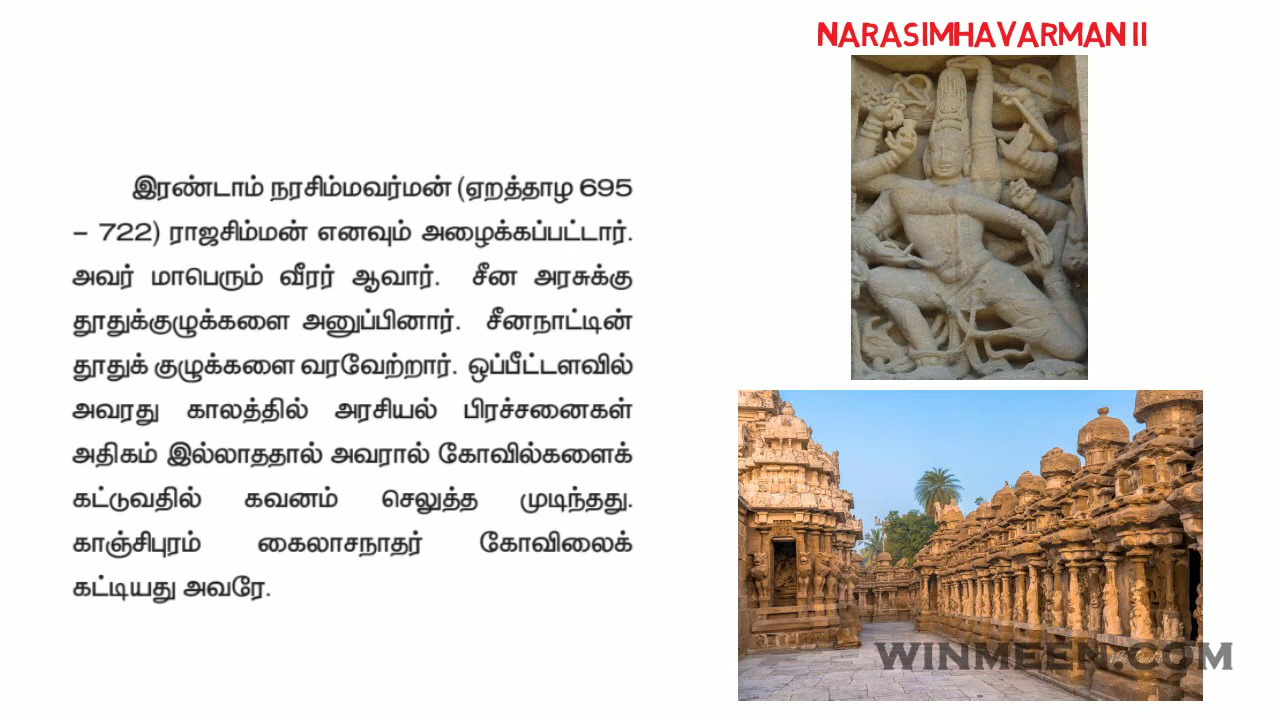 NARASIMHAVARMAN II
இரண்டாம் நரசிம்மவர்மன் (ஏறத்தாழ 695
– 722) ராஜசிம்மன் எனவும் அழைக்கப்பட்டார்.
அவர் மாபெரும் வீரர் ஆவார். சீன அரசுக்கு
தூதுக்குழுக்களை அனுப்பினார். சீனநாட்டின்
தூதுக் குழுக்களை வரவேற்றார். ஒப்பீட்டளவில்
அவரது காலத்தில் அரசியல் பிரச்சனைகள்
அதிகம் இல்லாததால் அவரால் கோவில்களைக்
கட்டுவதில் கவனம் செலுத்த முடிந்தது.
காஞ்சிபுரம் கைலாசநாதர் கோவிலைக்
கட்டியது அவரே.
WINMEEN.COM